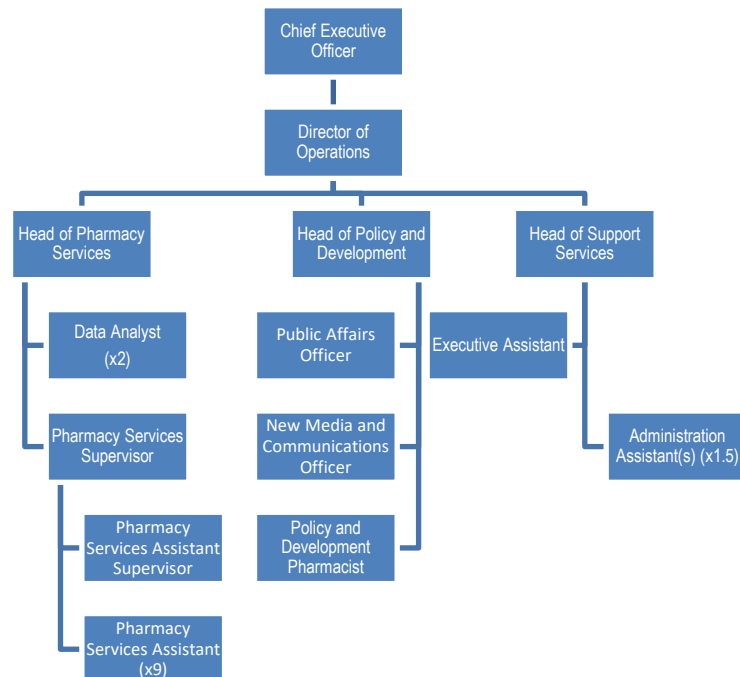 Chief Executive
Officer
Director of
Operations
Head of Pharmacy
Services
Head of Policy and
Development
Head of Support
Services
Data Analyst
(x2)
Public Affairs
Officer
Executive Assistant
Pharmacy Services
Supervisor
New Media and
Communications
Officer
Administration
Assistant(s) (x1.5)
Pharmacy
Services Assistant
Supervisor
Policy and
Development
Pharmacist
Pharmacy
Services Assistant
(x9)